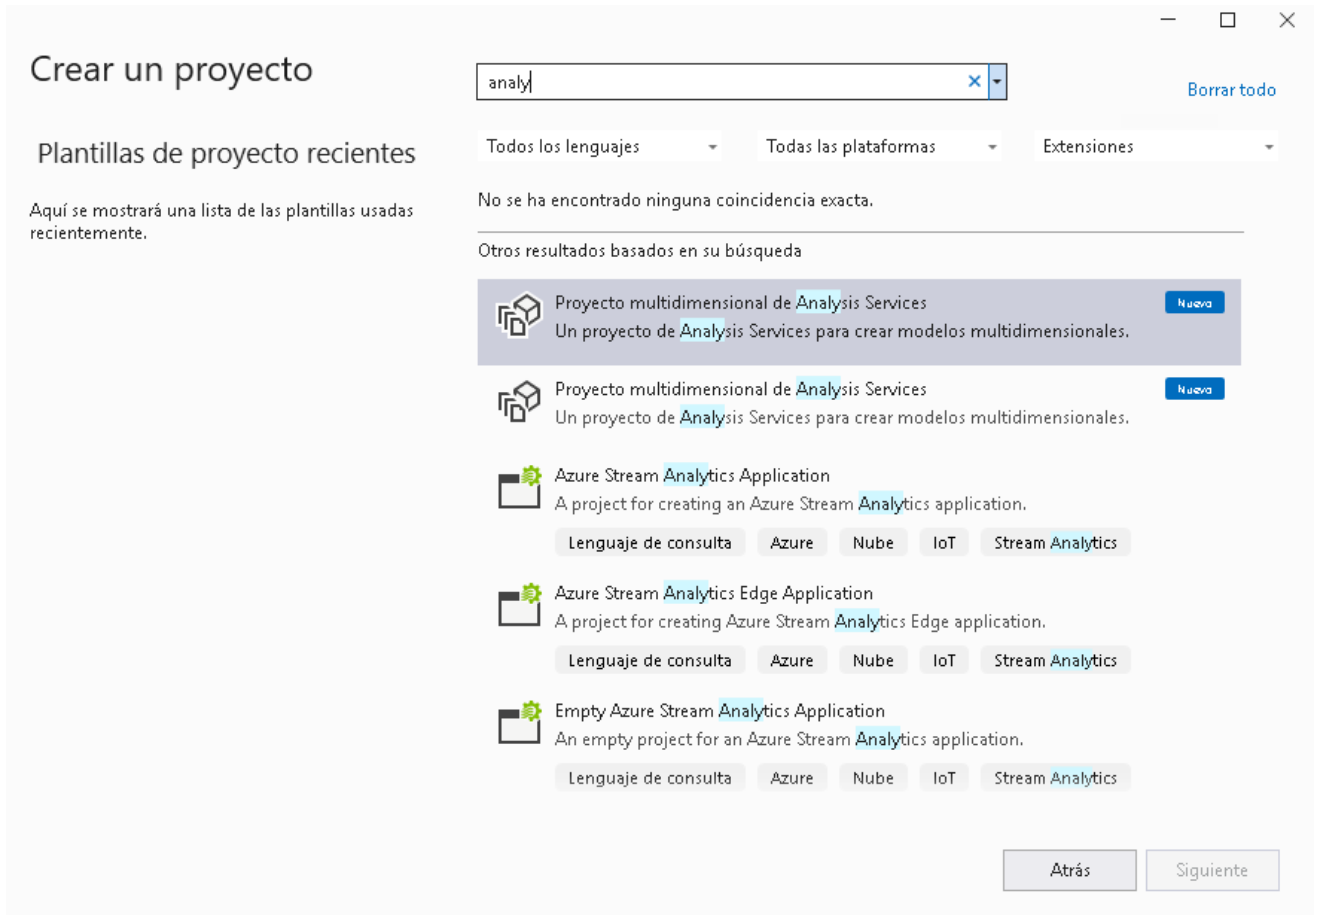 Crear un proyecto
analy
Borrar todo
Plantillas de proyecto recientes
Aquí se mostrará una lista de las plantillas usadas
recientemente.
Todos los lenguajes
Todas las plataformas
Extensiones
No se ha encontrado ninguna coincidencia exacta.
Otros resultados basados en su búsqueda
Proyecto multidimensional de Analysis Services
Nueva
Un proyecto de Analysis Services para crear modelos multidimensionales.
Proyecto multidimensional de Analysis Services
Nueva
Un proyecto de Analysis Services para crear modelos multidimensionales.
Azure Stream Analytics Application
A project for creating an Azure Stream Analytics application.
Lenguaje de consulta Azure Nube IoT Stream Analytics
Azure Stream Analytics Edge Application
A project for creating Azure Stream Analytics Edge application.
Lenguaje de consulta Azure Nube IoT Stream Analytics
Empty Azure Stream Analytics Application
An empty project for an Azure Stream Analytics application.
Lenguaje de consulta Azure Nube IoT Stream Analytics
Atrás
Siguiente